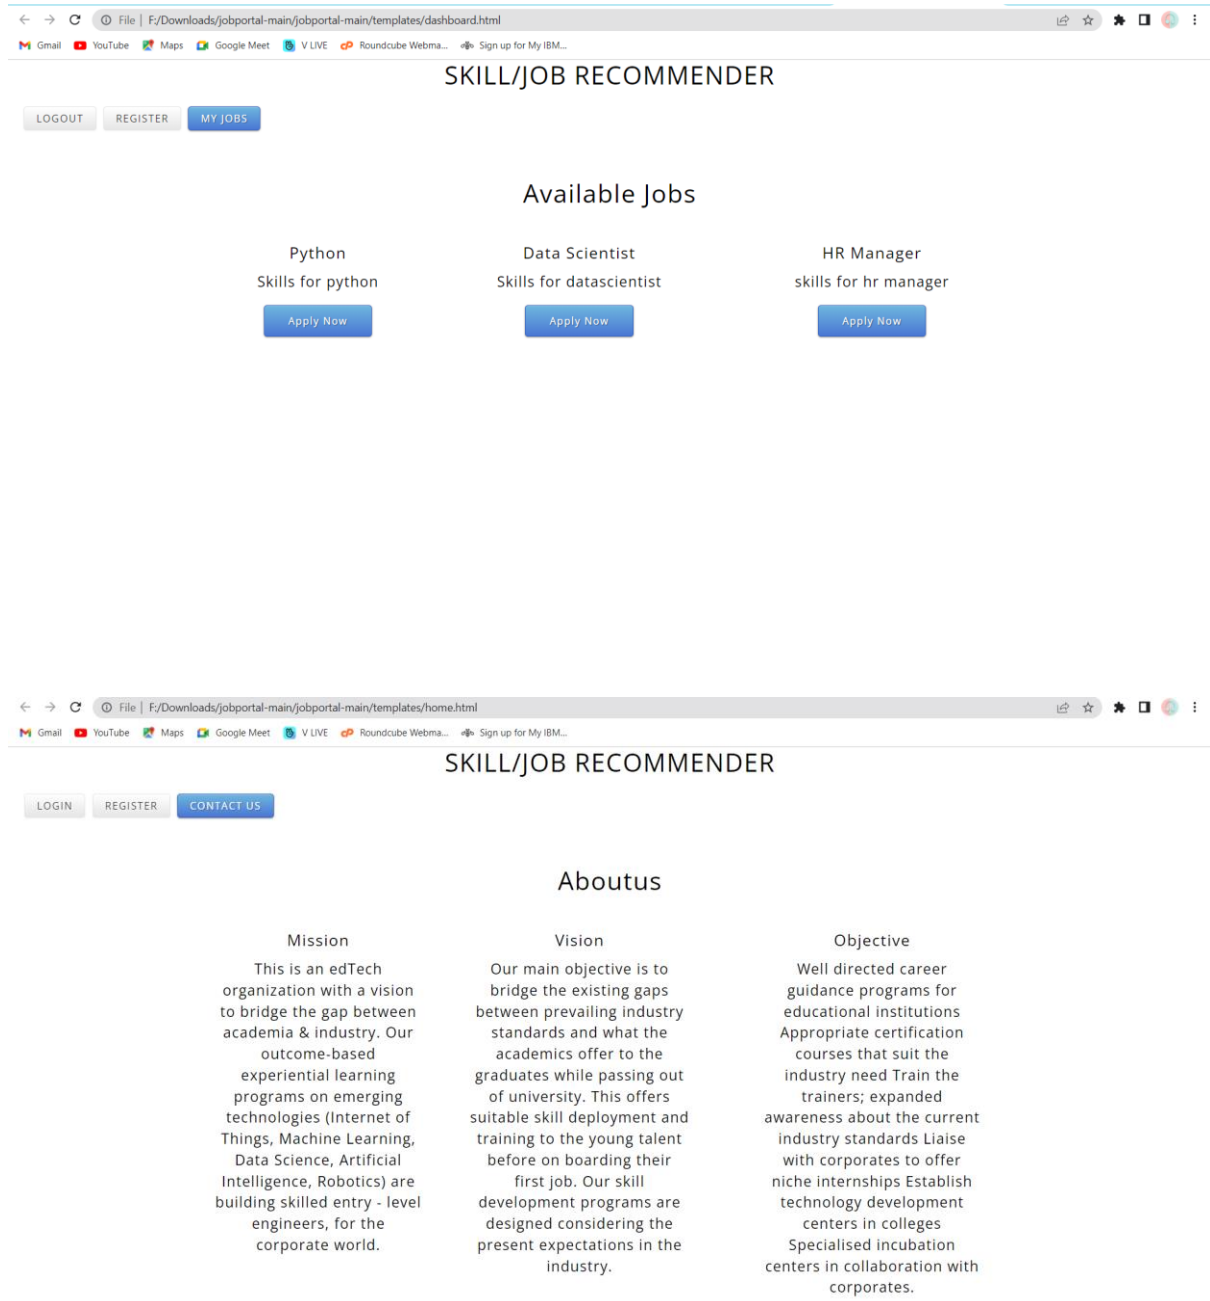 File | F:/Downloads/jobportal-main/jobportal-main/templates/dashboard.html
Gmail YouTube Maps Google Meet V LIVE Roundcube Webma... Sign up for My IBM...
SKILL/JOB RECOMMENDER
LOGOUT REGISTER MY JOBS
Available Jobs
Python Data Scientist HR Manager
Skills for python Skills for datascientist skills for hr manager
Apply Now Apply Now Apply Now
File | F:/Downloads/jobportal-main/jobportal-main/templates/home.html
Gmail YouTube Maps Google Meet V LIVE Roundcube Webma... Sign up for My IBM...
SKILL/JOB RECOMMENDER
LOGIN REGISTER CONTACT US
Aboutus
Mission
This is an edTech
organization with a vision
to bridge the gap between
academia & industry. Our
outcome-based
experiential learning
programs on emerging
technologies (Internet of
Things, Machine Learning,
Data Science, Artificial
Intelligence, Robotics) are
building skilled entry - level
engineers, for the
corporate world.
Vision
Our main objective is to
bridge the existing gaps
between prevailing industry
standards and what the
academics offer to the
graduates while passing out
of university. This offers
suitable skill deployment and
training to the young talent
before on boarding their
first job. Our skill
development programs are
designed considering the
present expectations in the
industry.
Objective
Well directed career
guidance programs for
educational institutions
Appropriate certification
courses that suit the
industry need Train the
trainers; expanded
awareness about the current
industry standards Liaise
with corporates to offer
niche internships Establish
technology development
centers in colleges
Specialised incubation
centers in collaboration with
corporates.